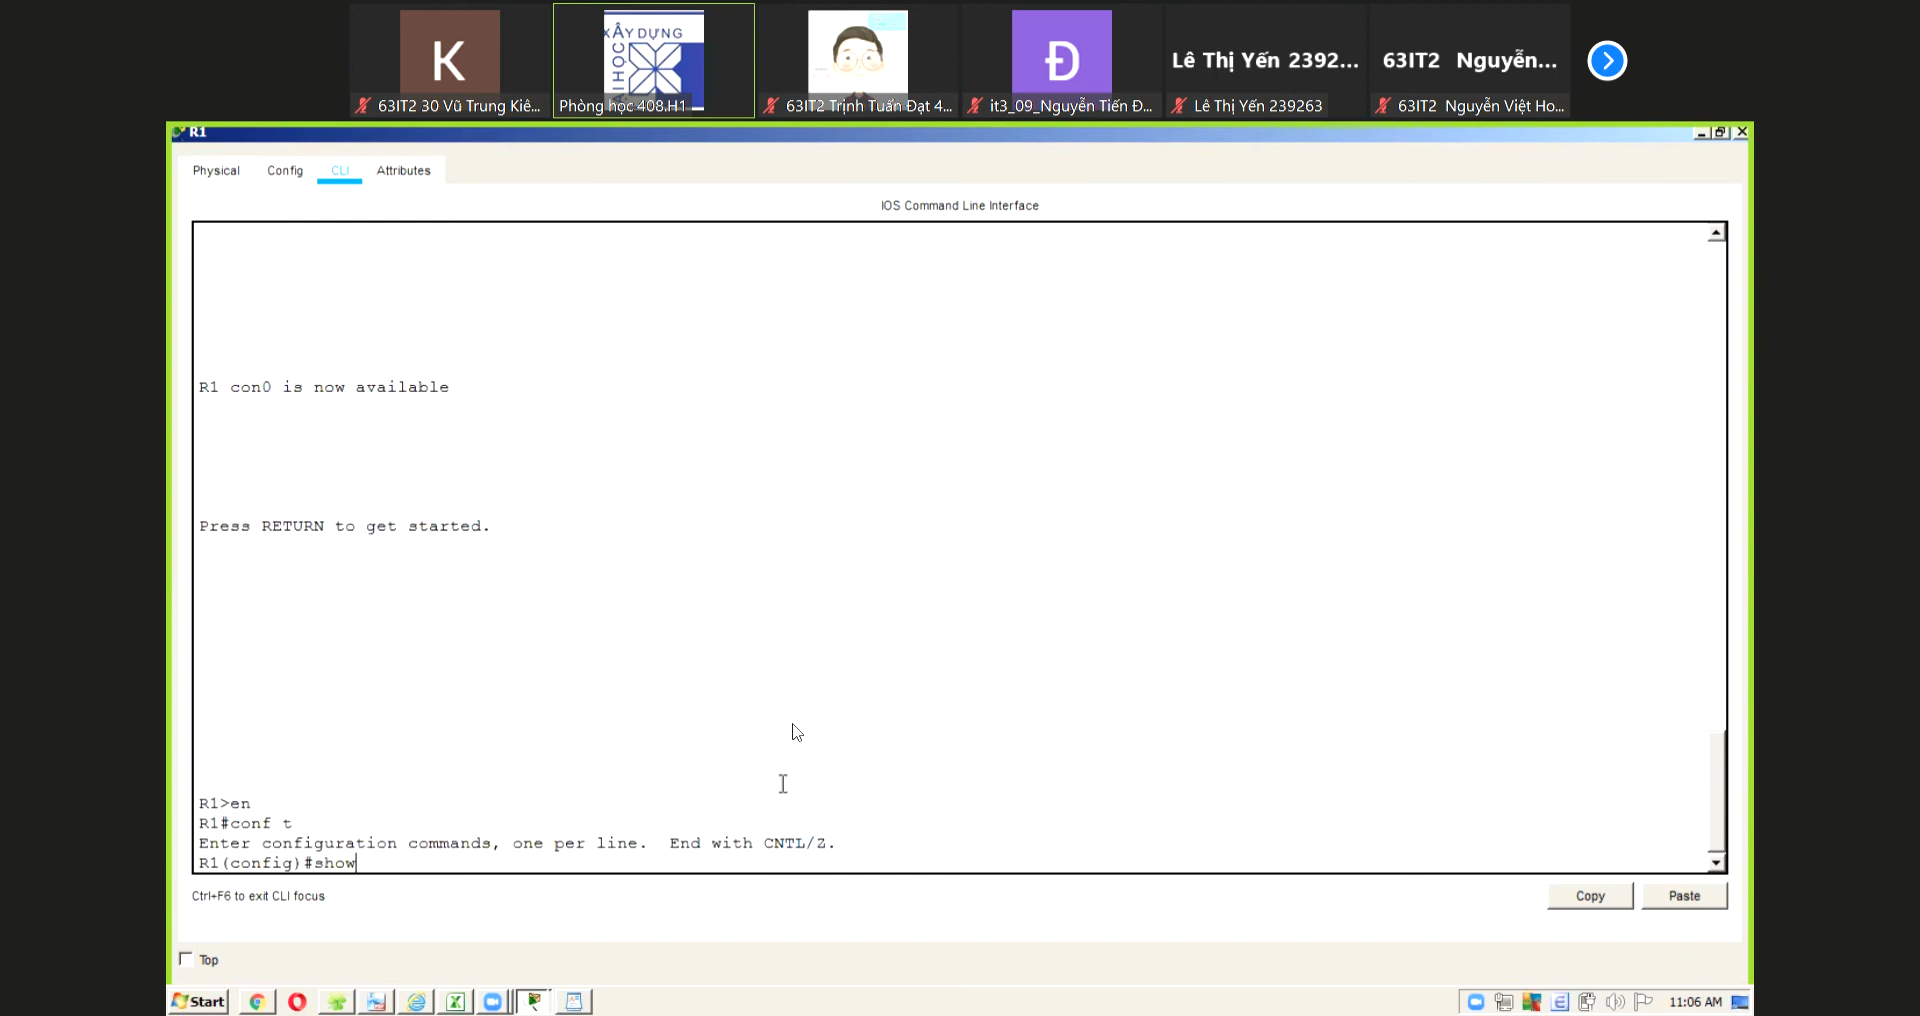 K
XÂY DỰNG
ẠI HỌC
Đ
Lê Thị Yến 2392...
63IT2 Nguyễn...
63IT2 30 Vũ Trung Kiê...
Phòng học 408.H1
63IT2 Trịnh Tuấn Đạt 4...
it3_09_Nguyễn Tiến Đ...
Lê Thị Yến 239263
63IT2 Nguyễn Việt Ho...
R1
Physical
Config
CLI
Attributes
IOS Command Line Interface
R1 con0 is now available
Press RETURN to get started.
R1>en
R1#conf t
Enter configuration commands, one per line.  End with CNTL/Z.
R1(config)#show
Ctrl+F6 to exit CLI focus
Copy
Paste
Top
Start
11:06 AM